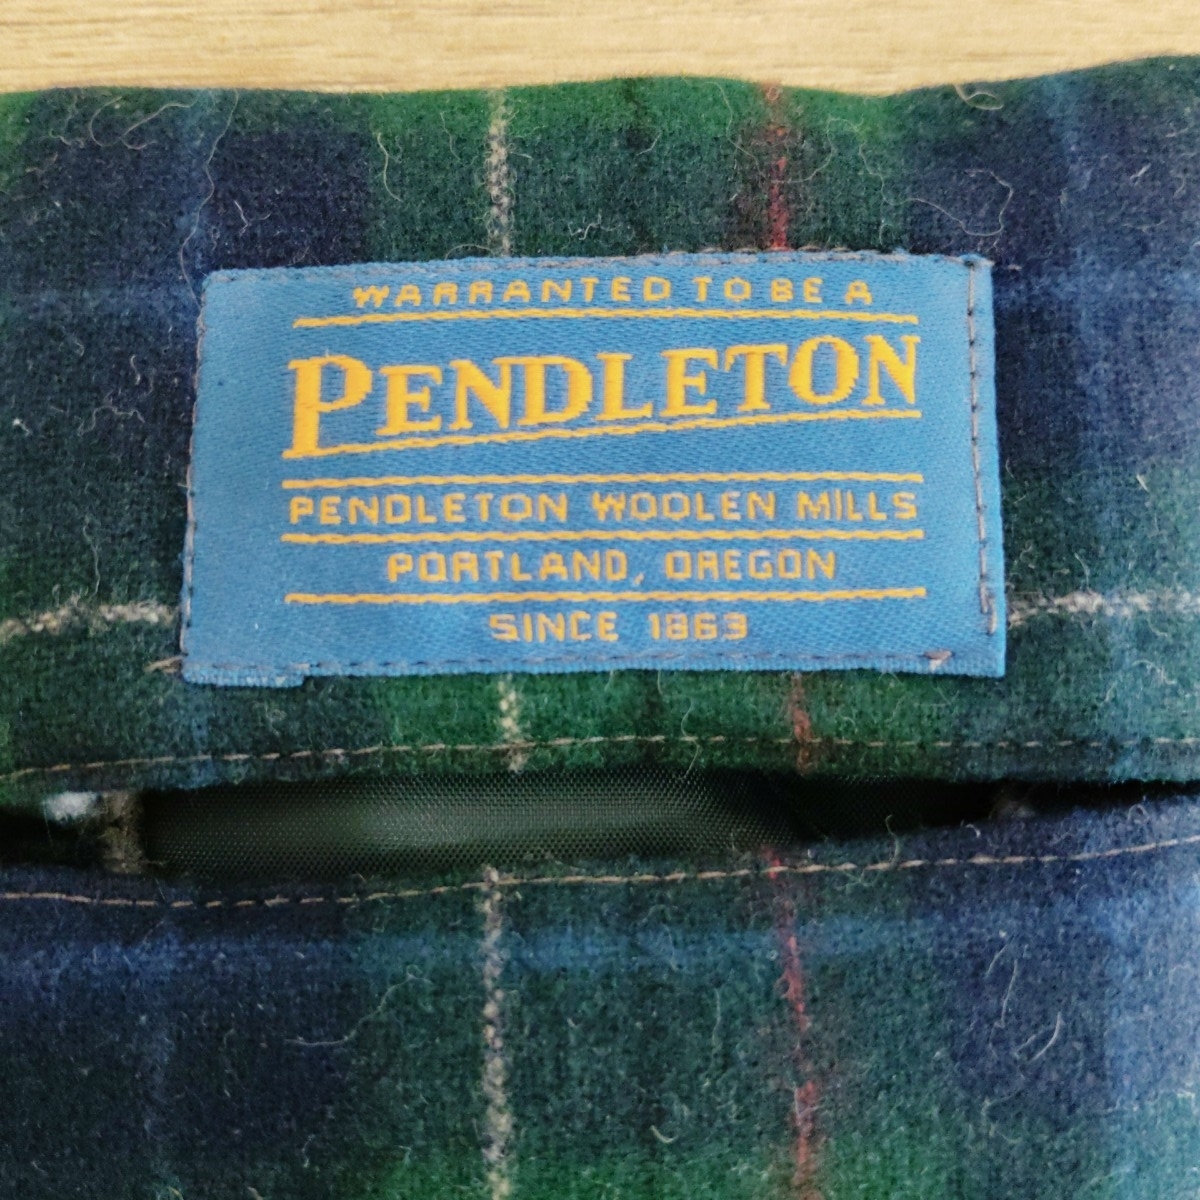 WARRANTED TO BE A
PENDLETON
PENDLETON WOOLEN MILLS
PORTLAND, OREGON
SINCE 1863